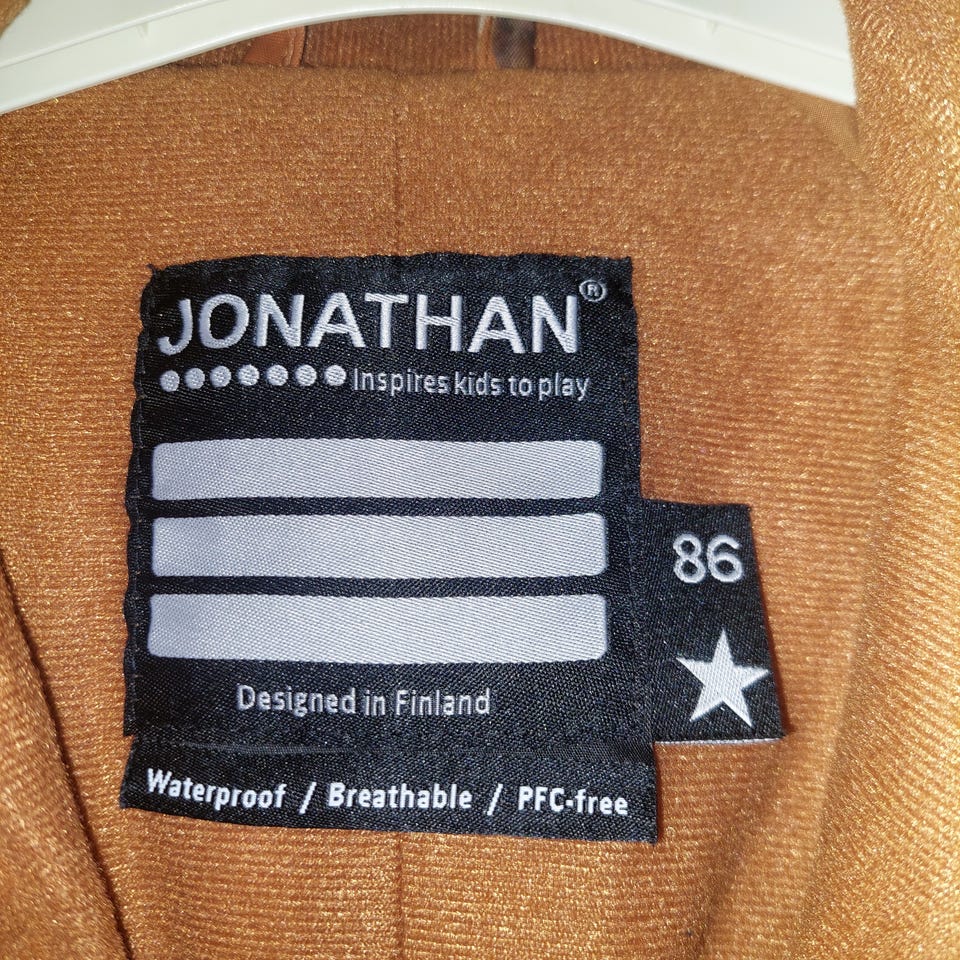 JONATHAN®
Inspires kids to play
86
Designed in Finland
Waterproof / Breathable / PFC-free